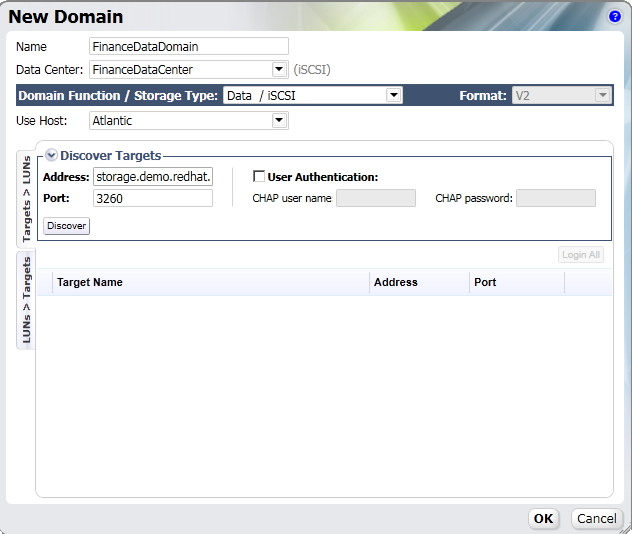 New Domain
?
Name FinanceDataDomain
Data Center: FinanceDataCenter (iSCSI)
Domain Function / Storage Type: Data / iSCSI Format: V2
Use Host: Atlantic
Targets > LUNs
LUNs > Targets
Discover Targets
Address: storage.demo.redhat. User Authentication:
Port: 3260 CHAP user name CHAP password:
Discover
Login All
Target Name Address Port
OK Cancel